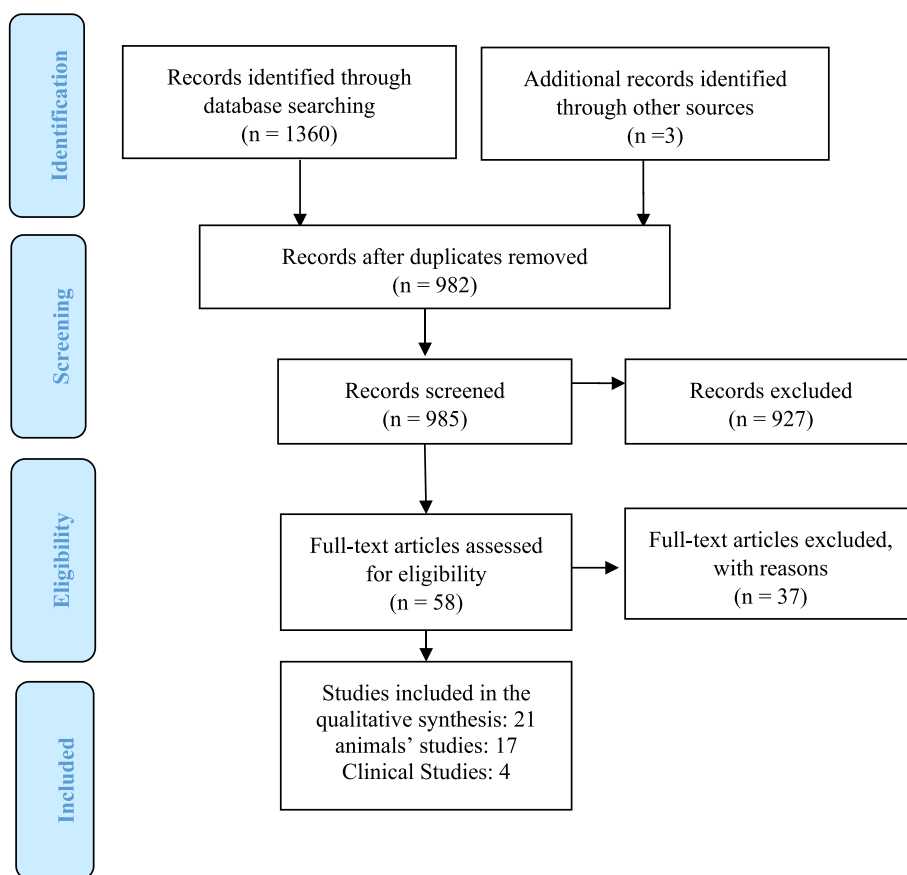 Identification
Records identified through
database searching
(n = 1360)
Additional records identified
through other sources
(n =3)
Screening
Records after duplicates removed
(n = 982)
Records screened
(n = 985)
Records excluded
(n = 927)
Eligibility
Full-text articles assessed
for eligibility
(n = 58)
Full-text articles excluded,
with reasons
(n = 37)
Included
Studies included in the
qualitative synthesis: 21
animals’ studies: 17
Clinical Studies: 4